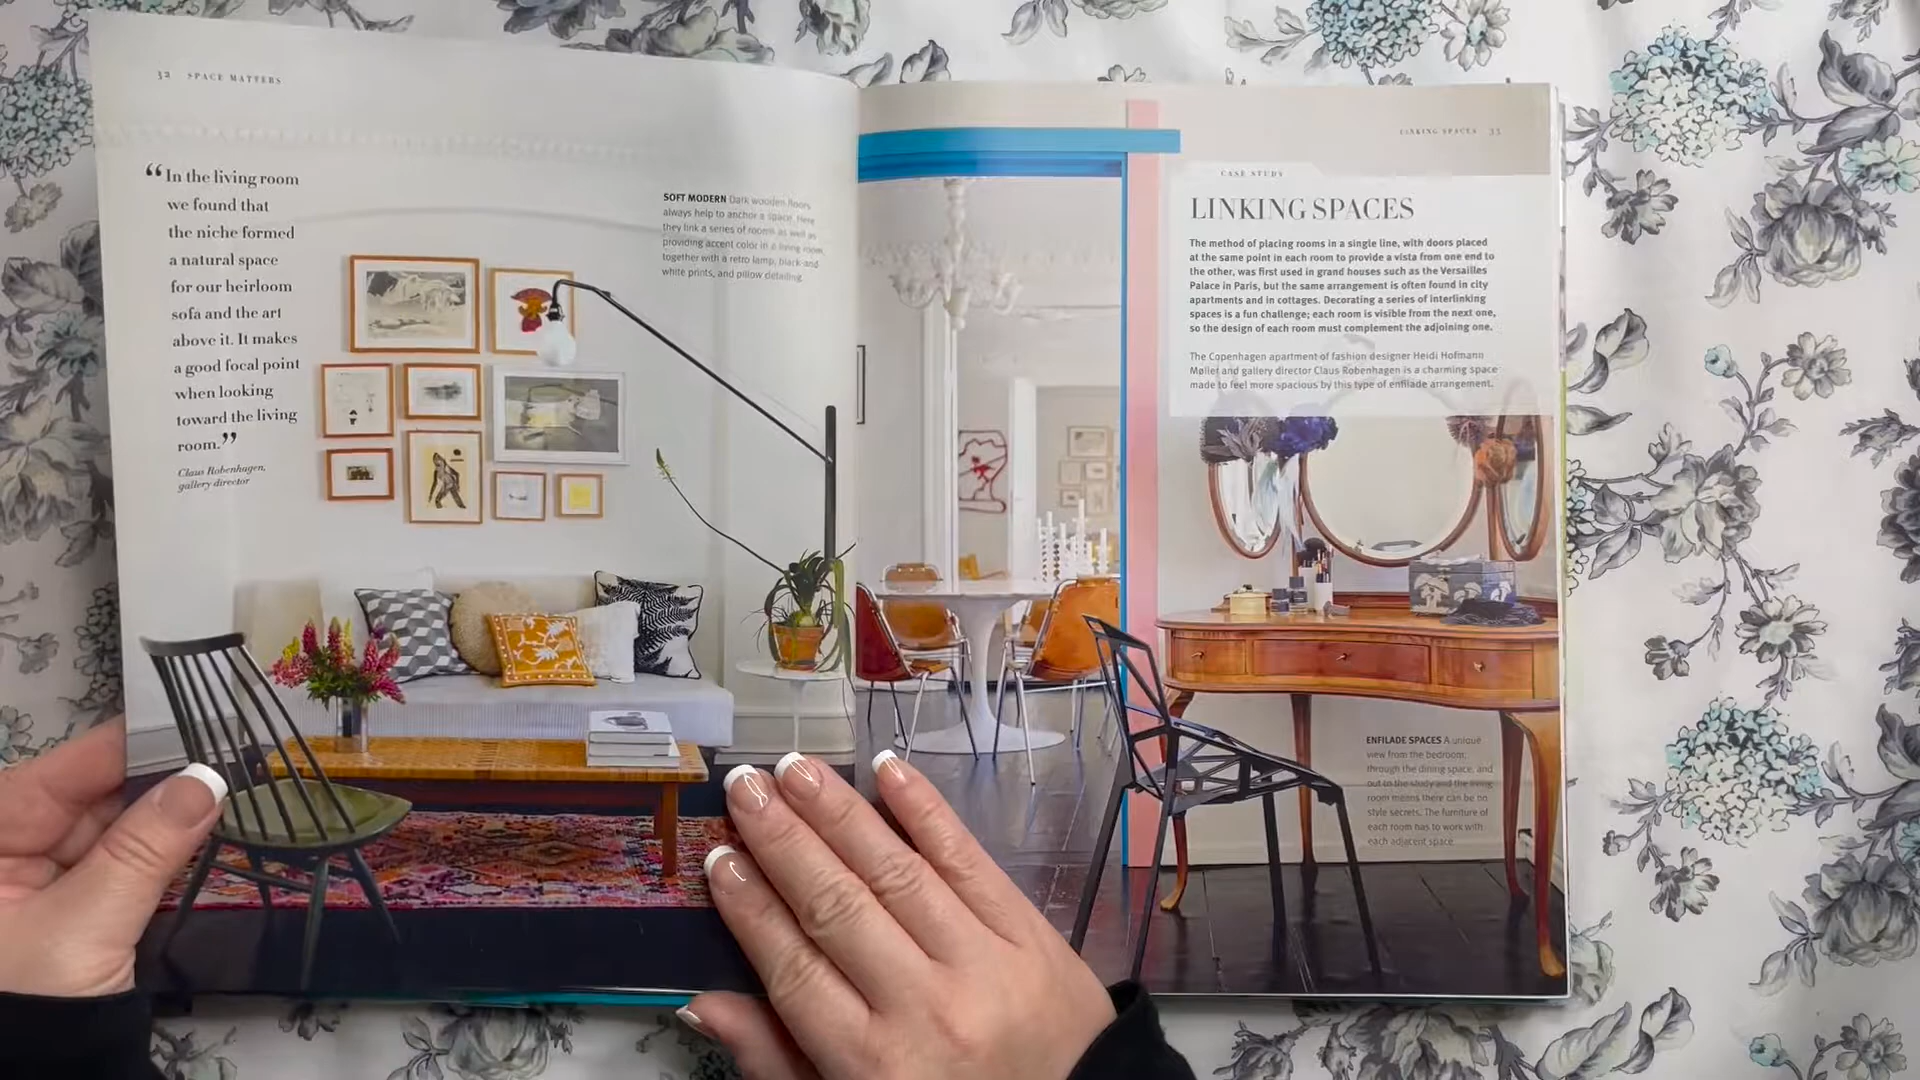 32 SPACE MATTERS
“In the living room
we found that
the niche formed
a natural space
for our heirloom
sofa and the art
above it. It makes
a good focal point
when looking
toward the living
room.”
Claus Robenhagen,
gallery director
SOFT MODERN Dark wooden floors
always help to anchor a space. Here
they link a series of rooms as well as
providing accent color in a living room
together with a retro lamp, black-and-
white prints, and pillow detailing.
LINKING SPACES 33
CASE STUDY
LINKING SPACES
The method of placing rooms in a single line, with doors placed
at the same point in each room to provide a vista from one end to
the other, was first used in grand houses such as the Versailles
Palace in Paris, but the same arrangement is often found in city
apartments and in cottages. Decorating a series of interlinking
spaces is a fun challenge; each room is visible from the next one,
so the design of each room must complement the adjoining one.
The Copenhagen apartment of fashion designer Heidi Hofmann
Møller and gallery director Claus Robenhagen is a charming space
made to feel more spacious by this type of enfilade arrangement.
ENFILADE SPACES A unique
view from the bedroom,
through the dining space, and
out to the study and the living
room means there can be no
style secrets. The furniture of
each room has to work with
each adjacent space.